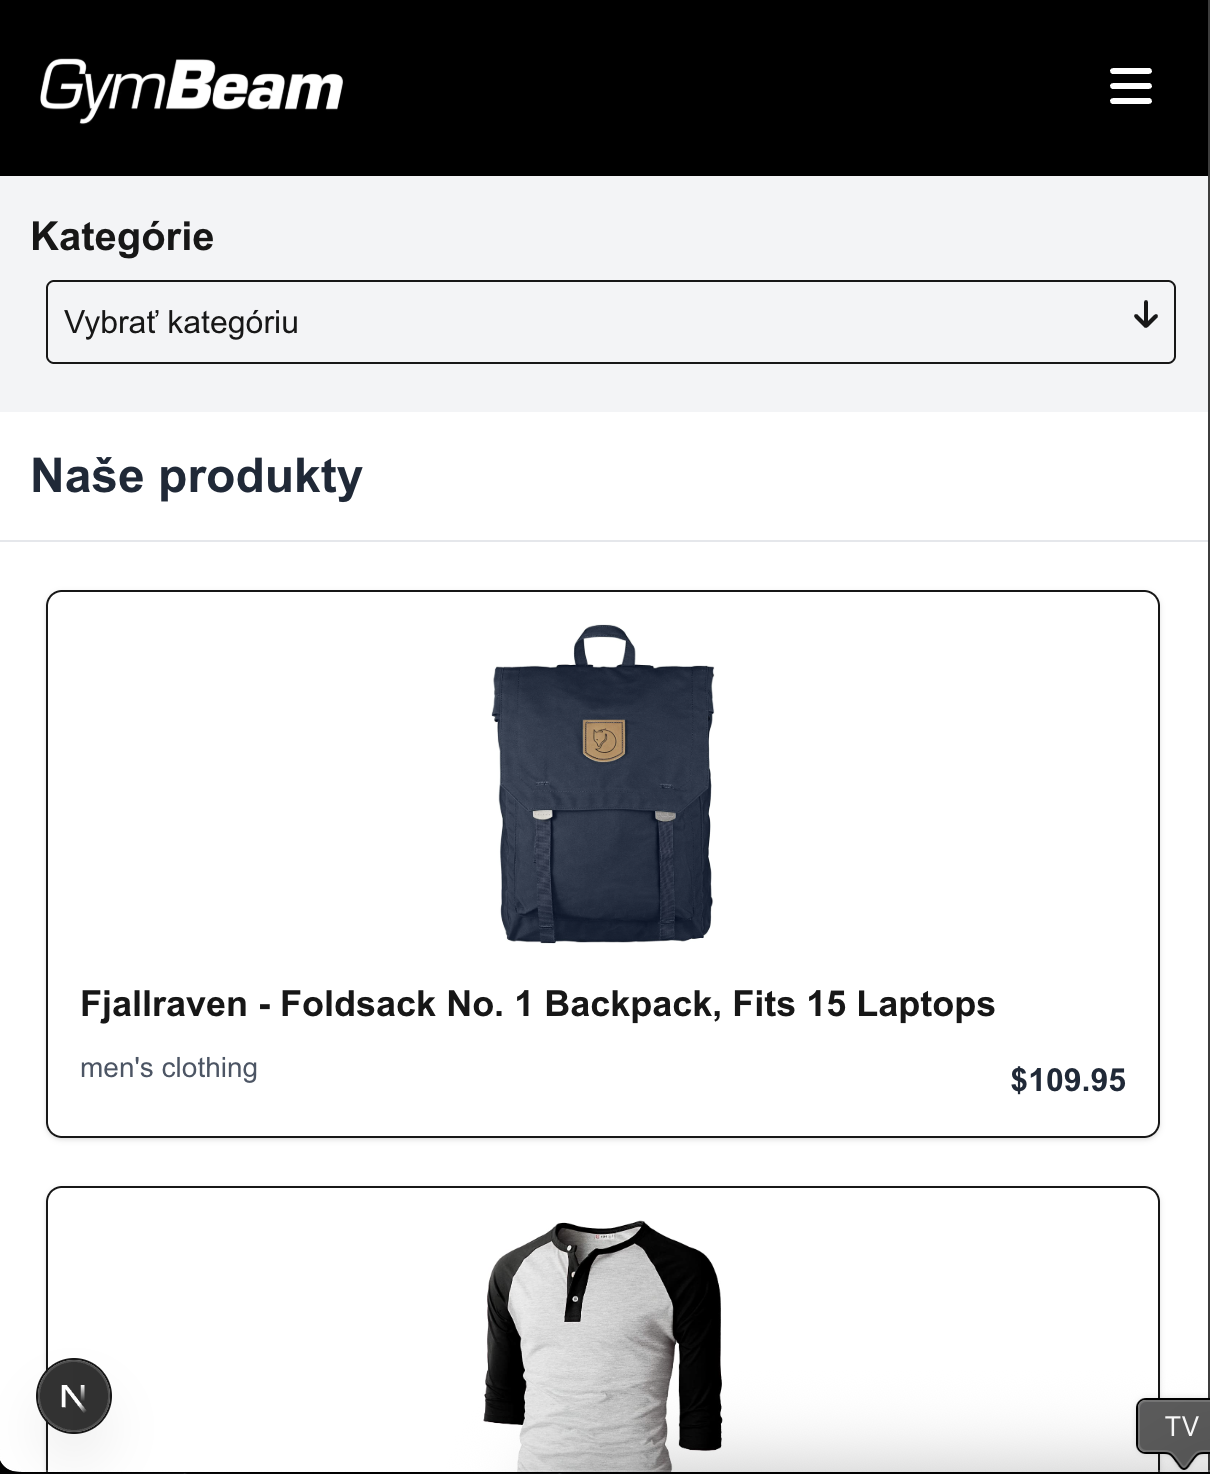 GymBeam
Kategórie
Vybrať kategóriu
Naše produkty
Fjallraven - Foldsack No. 1 Backpack, Fits 15 Laptops
men's clothing
$109.95
N
TV